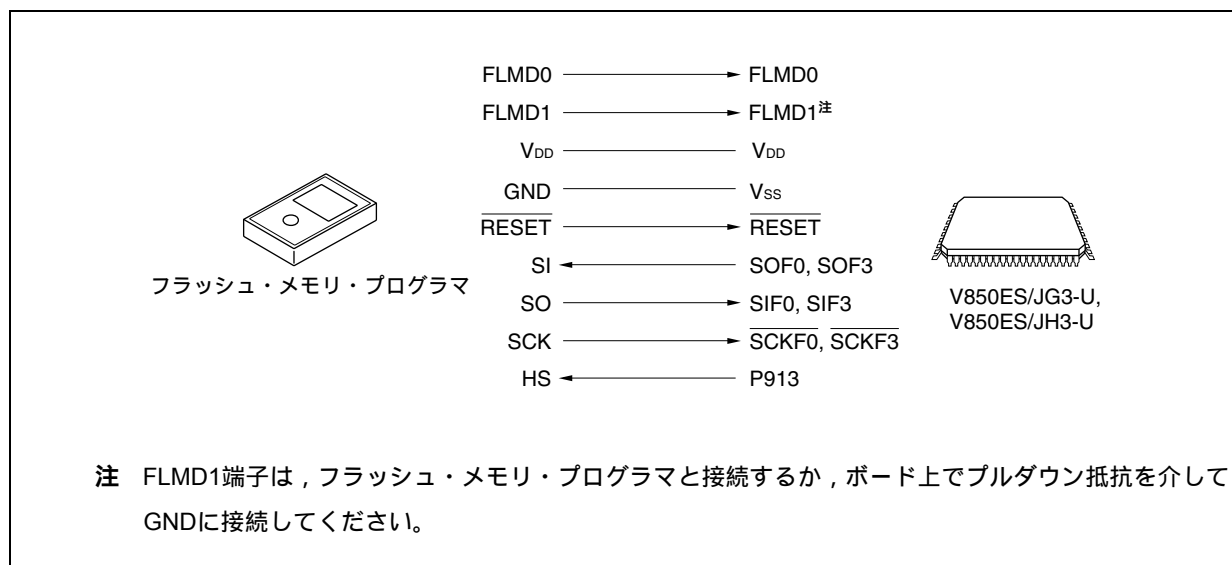 FLMD0 FLMD0
FLMD1 FLMD1注
VDD VDD
GND VSS
RESET RESET
SI SOF0, SOF3
SO SIF0, SIF3
SCK SCKF0, SCKF3
HS P913
フラッシュ・メモリ・プログラマ
V850ES/JG3-U,
V850ES/JH3-U
注 FLMD1端子は，フラッシュ・メモリ・プログラマと接続するか，ボード上でプルダウン抵抗を介して
GNDに接続してください。